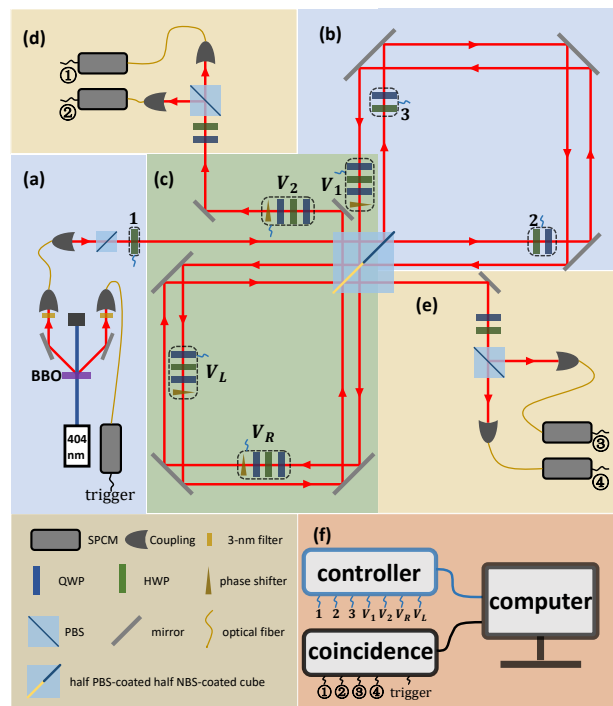 (d)
(b)
①
②
3
(a)
(c)
V2
V1
1
2
VL
(e)
BBO
VR
404
nm
③
④
trigger
SPCM
Coupling
3-nm filter
QWP
HWP
phase shifter
PBS
mirror
optical fiber
half PBS-coated half NBS-coated cube
(f)
controller
computer
1 2 3 V1 V2 VR VL
coincidence
① ② ③ ④ trigger